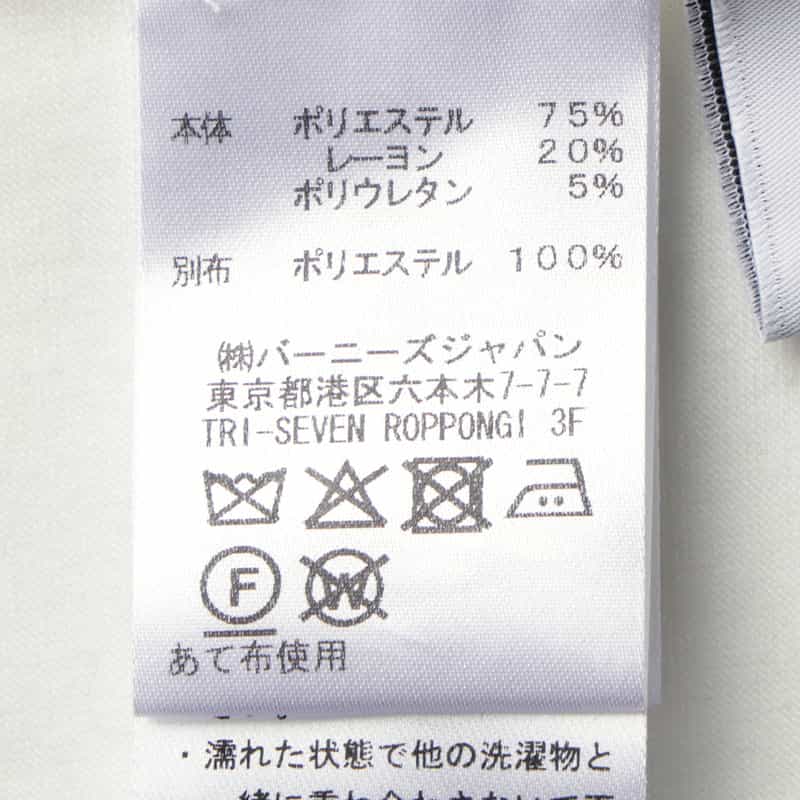 本体 ポリエステル 75%
レーヨン 20%
ポリウレタン 5%
別布 ポリエステル 100%
㈱バーニーズジャパン
東京都港区六本木7-7-7
TRI-SEVEN ROPPONGI 3F
F W
あて布使用
・濡れた状態で他の洗濯物と